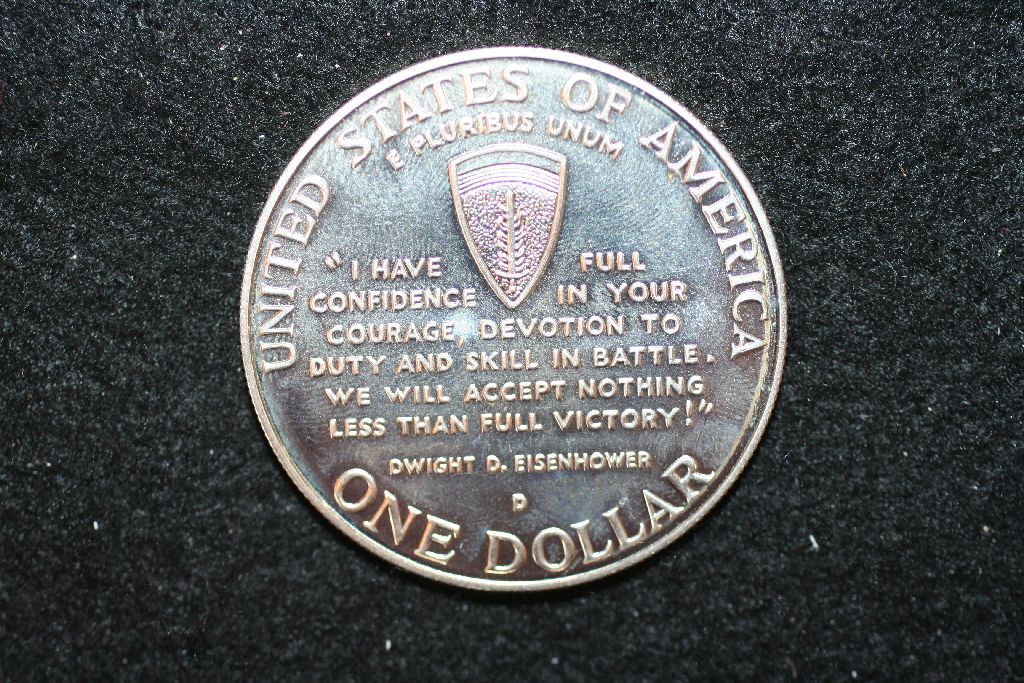 UNITED STATES OF AMERICA
E PLURIBUS UNUM
“I HAVE FULL
CONFIDENCE IN YOUR
COURAGE, DEVOTION TO
DUTY AND SKILL IN BATTLE.
WE WILL ACCEPT NOTHING
LESS THAN FULL VICTORY!”
DWIGHT D. EISENHOWER
D
ONE DOLLAR